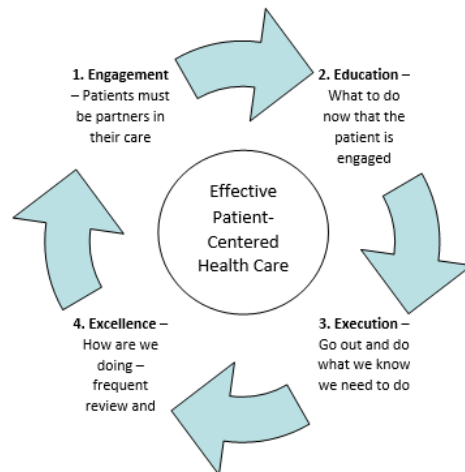 1. Engagement
– Patients must
be partners in
their care
2. Education –
What to do
now that the
patient is
engaged
Effective
Patient-
Centered
Health Care
3. Execution –
Go out and do
what we know
we need to do
4. Excellence –
How are we
doing –
frequent
review and